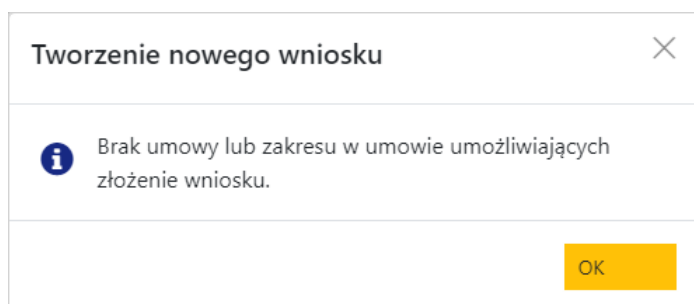 Tworzenie nowego wniosku
Brak umowy lub zakresu w umowie umożliwiających
złożenie wniosku.
OK